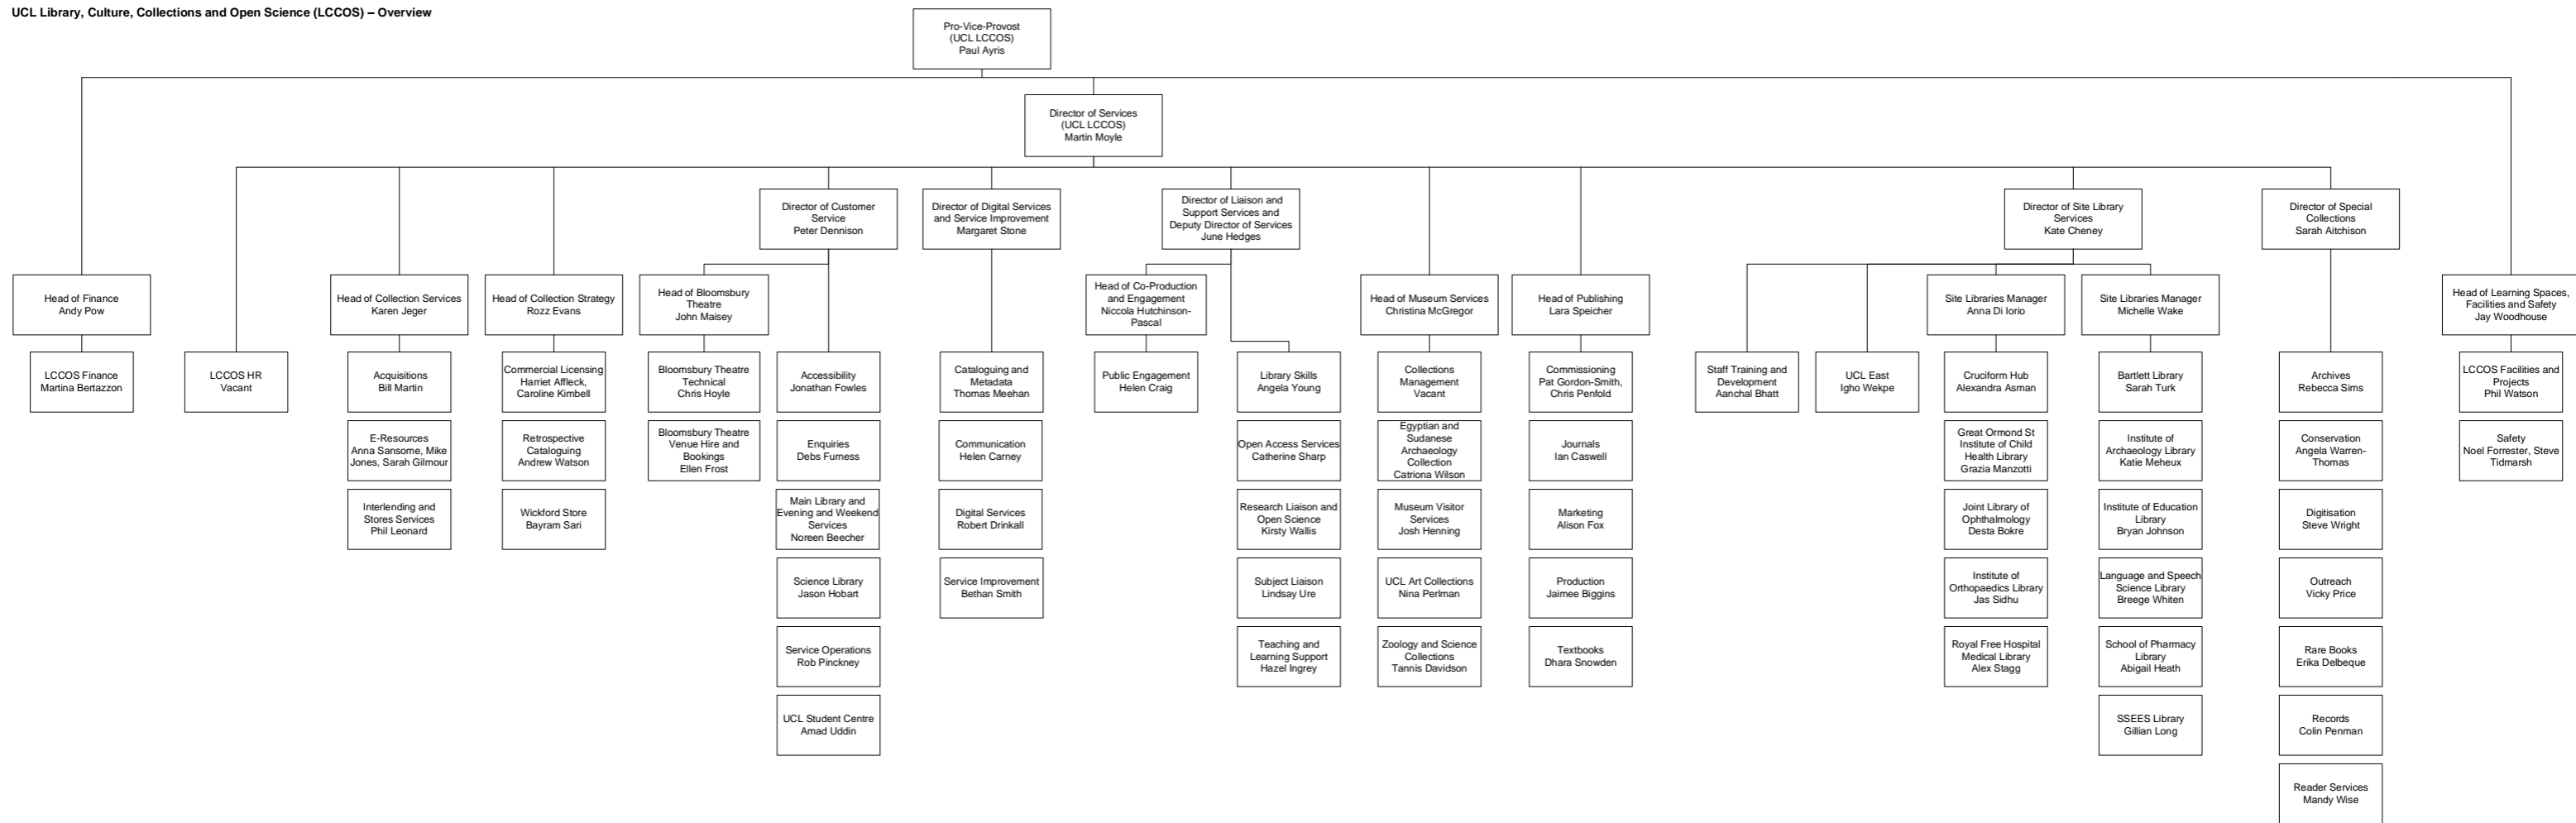 UCL Library, Culture, Collections and Open Science (LCCOS) – Overview
Pro-Vice-Provost
(UCL LCCOS)
Paul Ayris
Director of Services
(UCL LCCOS)
Martin Moyle
Director of Customer
Service
Peter Dennison
Director of Digital Services
and Service Improvement
Margaret Stone
Director of Liaison and
Support Services and
Deputy Director of Services
June Hedges
Director of Site Library
Services
Kate Cheney
Director of Special
Collections
Sarah Aitchison
Head of Finance
Andy Pow
Head of Collection Services
Karen Jeger
Head of Collection Strategy
Rozz Evans
Head of Bloomsbury
Theatre
John Maisey
Head of Co-Production
and Engagement
Niccola Hutchinson-
Pascal
Head of Museum Services
Christina McGregor
Head of Publishing
Lara Speicher
Site Libraries Manager
Anna Di Iorio
Site Libraries Manager
Michelle Wake
Head of Learning Spaces,
Facilities and Safety
Jay Woodhouse
LCCOS Finance
Martina Bertazzon
LCCOS HR
Vacant
Acquisitions
Bill Martin
Commercial Licensing
Harriet Affleck,
Caroline Kimbell
Bloomsbury Theatre
Technical
Chris Hoyle
Accessibility
Jonathan Fowles
Cataloguing and
Metadata
Thomas Meehan
Public Engagement
Helen Craig
Library Skills
Angela Young
Collections
Management
Vacant
Commissioning
Pat Gordon-Smith,
Chris Penfold
Staff Training and
Development
Aanchal Bhatt
UCL East
Igho Wekpe
Cruciform Hub
Alexandra Asman
Bartlett Library
Sarah Turk
Archives
Rebecca Sims
LCCOS Facilities and
Projects
Phil Watson
E-Resources
Anna Sansome, Mike
Jones, Sarah Gilmour
Retrospective
Cataloguing
Andrew Watson
Bloomsbury Theatre
Venue Hire and
Bookings
Ellen Frost
Enquiries
Debs Furness
Communication
Helen Carney
Open Access Services
Catherine Sharp
Egyptian and
Sudanese
Archaeology
Collection
Catriona Wilson
Journals
Ian Caswell
Great Ormond St
Institute of Child
Health Library
Grazia Manzotti
Institute of
Archaeology Library
Katie Meheux
Conservation
Angela Warren-
Thomas
Safety
Noel Forrester, Steve
Tidmarsh
Interlending and
Stores Services
Phil Leonard
Wickford Store
Bayram Sari
Main Library and
Evening and Weekend
Services
Noreen Beecher
Digital Services
Robert Drinkall
Research Liaison and
Open Science
Kirsty Wallis
Museum Visitor
Services
Josh Henning
Marketing
Alison Fox
Joint Library of
Ophthalmology
Desta Bokre
Institute of Education
Library
Bryan Johnson
Digitisation
Steve Wright
Science Library
Jason Hobart
Service Improvement
Bethan Smith
Subject Liaison
Lindsay Ure
UCL Art Collections
Nina Perlman
Production
Jaimee Biggins
Institute of
Orthopaedics Library
Jas Sidhu
Language and Speech
Science Library
Breege Whiten
Outreach
Vicky Price
Service Operations
Rob Pinckney
Teaching and
Learning Support
Hazel Ingrey
Zoology and Science
Collections
Tannis Davidson
Textbooks
Dhara Snowden
Royal Free Hospital
Medical Library
Alex Stagg
School of Pharmacy
Library
Abigail Heath
Rare Books
Erika Delbeque
UCL Student Centre
Amad Uddin
SSEES Library
Gillian Long
Records
Colin Penman
Reader Services
Mandy Wise